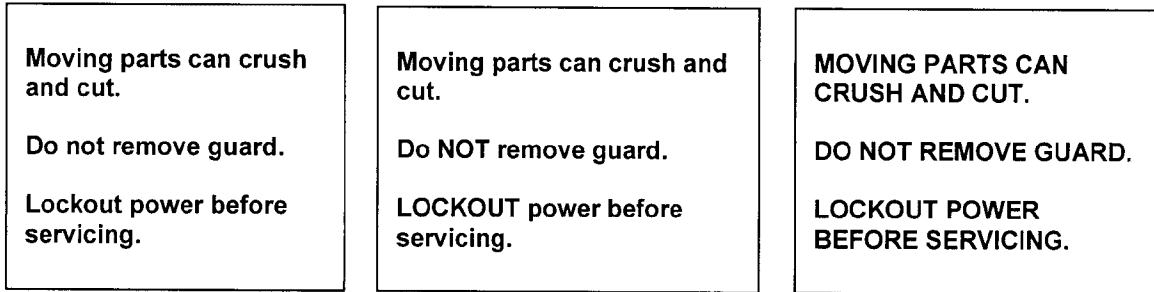 Moving parts can crush
and cut.
Do not remove guard.
Lockout power before
servicing.
Moving parts can crush and
cut.
Do NOT remove guard.
LOCKOUT power before
servicing.
MOVING PARTS CAN
CRUSH AND CUT.
DO NOT REMOVE GUARD.
LOCKOUT POWER
BEFORE SERVICING.